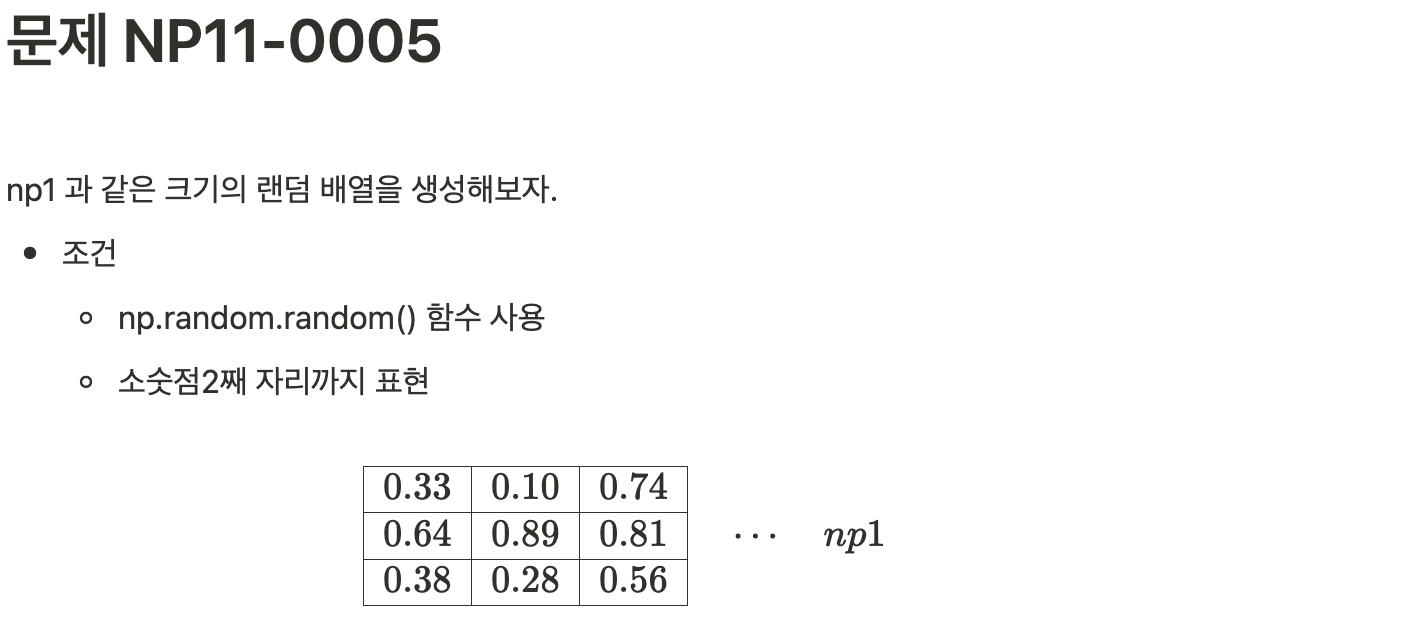 문제 NP11-0005
np1 과 같은 크기의 랜덤 배열을 생성해보자.
• 조건
◦ np.random.random() 함수 사용
◦ 소숫점2째 자리까지 표현
0.33 0.10 0.74
0.64 0.89 0.81 ⋯ np1
0.38 0.28 0.56